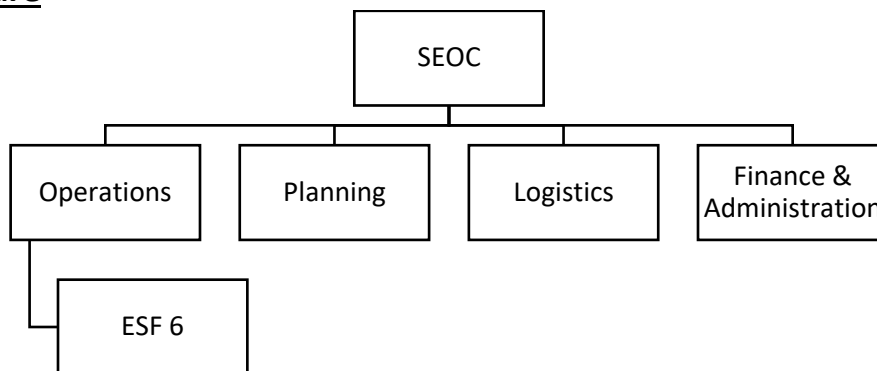 SEOC
Operations
Planning
Logistics
Finance &
Administration
ESF 6